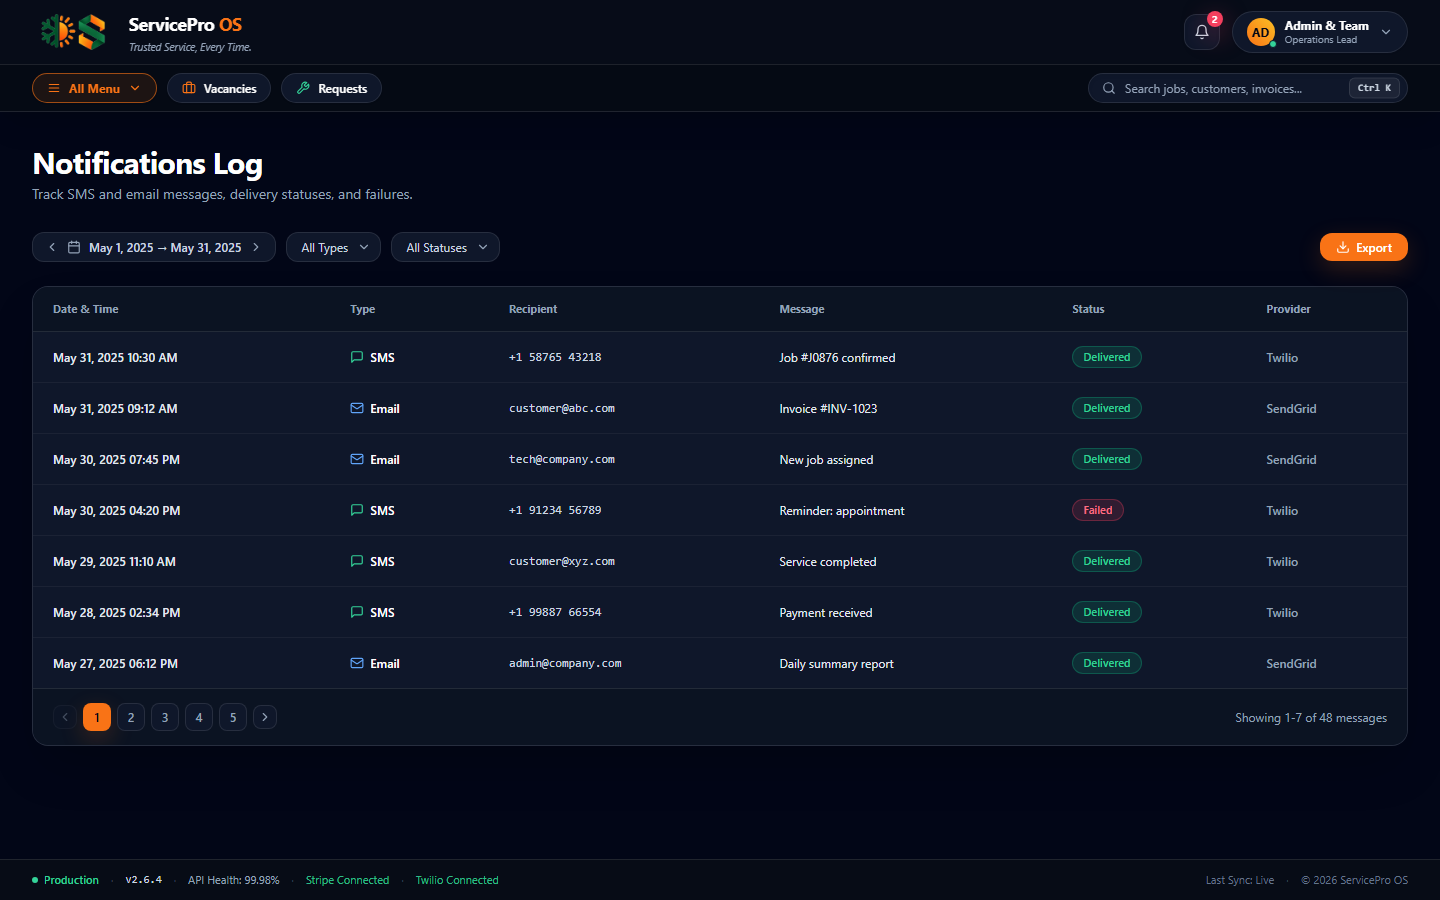 ServicePro OS
Trusted Service, Every Time.
2
AD
Admin & Team
Operations Lead
All Menu
Vacancies
Requests
Search jobs, customers, invoices...
Ctrl K
Notifications Log
Track SMS and email messages, delivery statuses, and failures.
May 1, 2025 → May 31, 2025
All Types
All Statuses
Export
Date & Time Type Recipient Message Status Provider
May 31, 2025 10:30 AM SMS +1 58765 43218 Job #J0876 confirmed Delivered Twilio
May 31, 2025 09:12 AM Email customer@abc.com Invoice #INV-1023 Delivered SendGrid
May 30, 2025 07:45 PM Email tech@company.com New job assigned Delivered SendGrid
May 30, 2025 04:20 PM SMS +1 91234 56789 Reminder: appointment Failed Twilio
May 29, 2025 11:10 AM SMS customer@xyz.com Service completed Delivered Twilio
May 28, 2025 02:34 PM SMS +1 99887 66554 Payment received Delivered Twilio
May 27, 2025 06:12 PM Email admin@company.com Daily summary report Delivered SendGrid
1 2 3 4 5
Showing 1-7 of 48 messages
Production · v2.6.4 · API Health: 99.98% · Stripe Connected · Twilio Connected
Last Sync: Live · © 2026 ServicePro OS